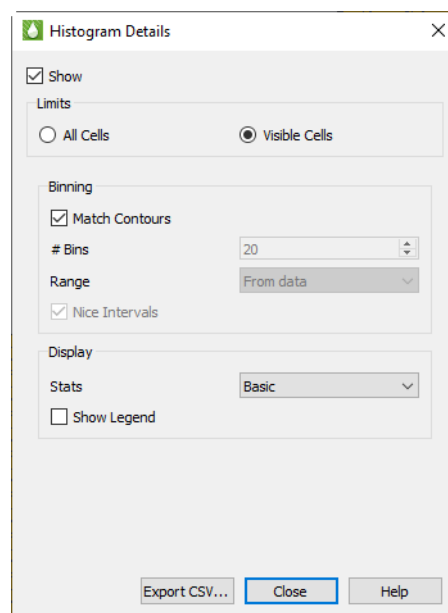 Histogram Details
Show
Limits
All Cells
Visible Cells
Binning
Match Contours
# Bins
20
Range
From data
Nice Intervals
Display
Stats
Basic
Show Legend
Export CSV...
Close
Help